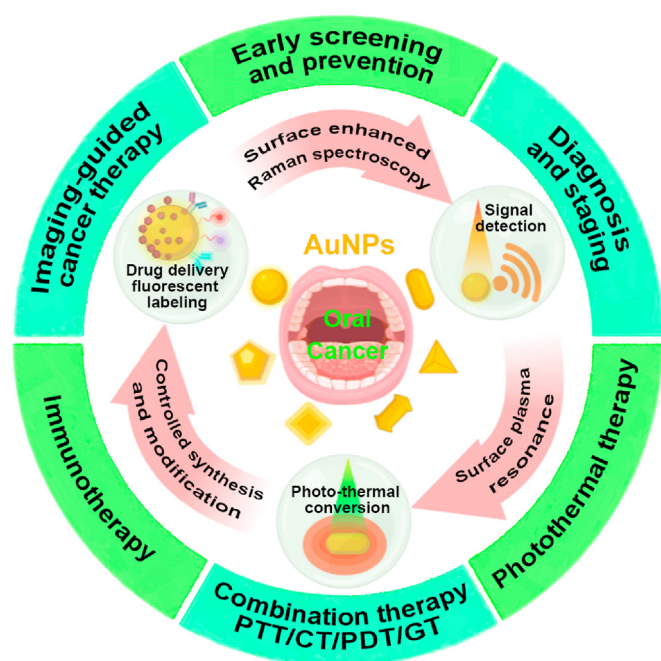 Early screening
and prevention
Diagnosis
and staging
Photothermal therapy
Combination therapy
PTT/CT/PDT/GT
Immunotherapy
Imaging-guided
cancer therapy
Surface enhanced
Raman spectroscopy
Signal
detection
Surface plasma
resonance
Photo-thermal
conversion
Controlled synthesis
and modification
Drug delivery
fluorescent
labeling
AuNPs
Oral
Cancer